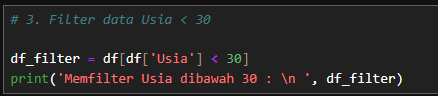 # 3. Filter data Usia < 30
df_filter = df[df['Usia'] < 30]
print('Memfilter Usia dibawah 30 : \n ', df_filter)